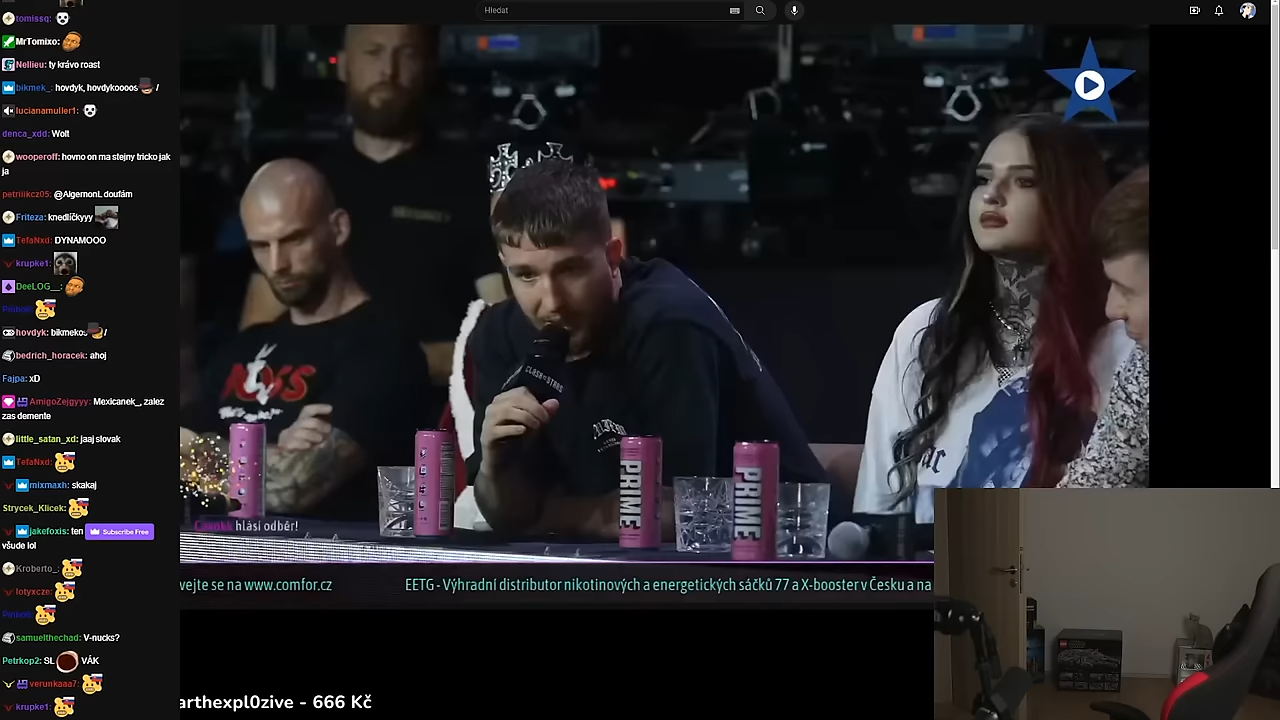 Hledat
tomissq:
MrTomixo:
Nellieu: ty krávo roast
bikmek_: hovdyk, hovdykoooos /
lucianamuller1:
denca_xdd: Wolt
wooperoff: hovno on ma stejny tricko jak
ja
petriiikcz05: @AlgernonL doufám
Friteza: knedlíčkyyy
TefaNxd: DYNAMOOO
krupke1:
DeeLOG__:
hovdyk: bikmekos /
bedrich_horacek: ahoj
Fajpa: xD
AmigoZejgyyy: Mexicanek_, zalez
zas demente
little_satan_xd: jaaj slovak
TefaNxd:
mixmaxh: skakaj
Strycek_Klicek:
jakefoxis: ten Subscribe Free
všude lol
Kroberto_:
lotyxcze:
samuelthechad: V-nucks?
Petrkop2: SL VÁK
verunkaaa7:
krupke1:
CLASH OF STARS
PRIME
PRIME
hlásí odběr!
vejte se na www.comfor.cz
EETG - Výhradní distributor nikotinových a energetických sáčků 77 a X-booster v Česku a na
arthexpl0zive - 666 Kč